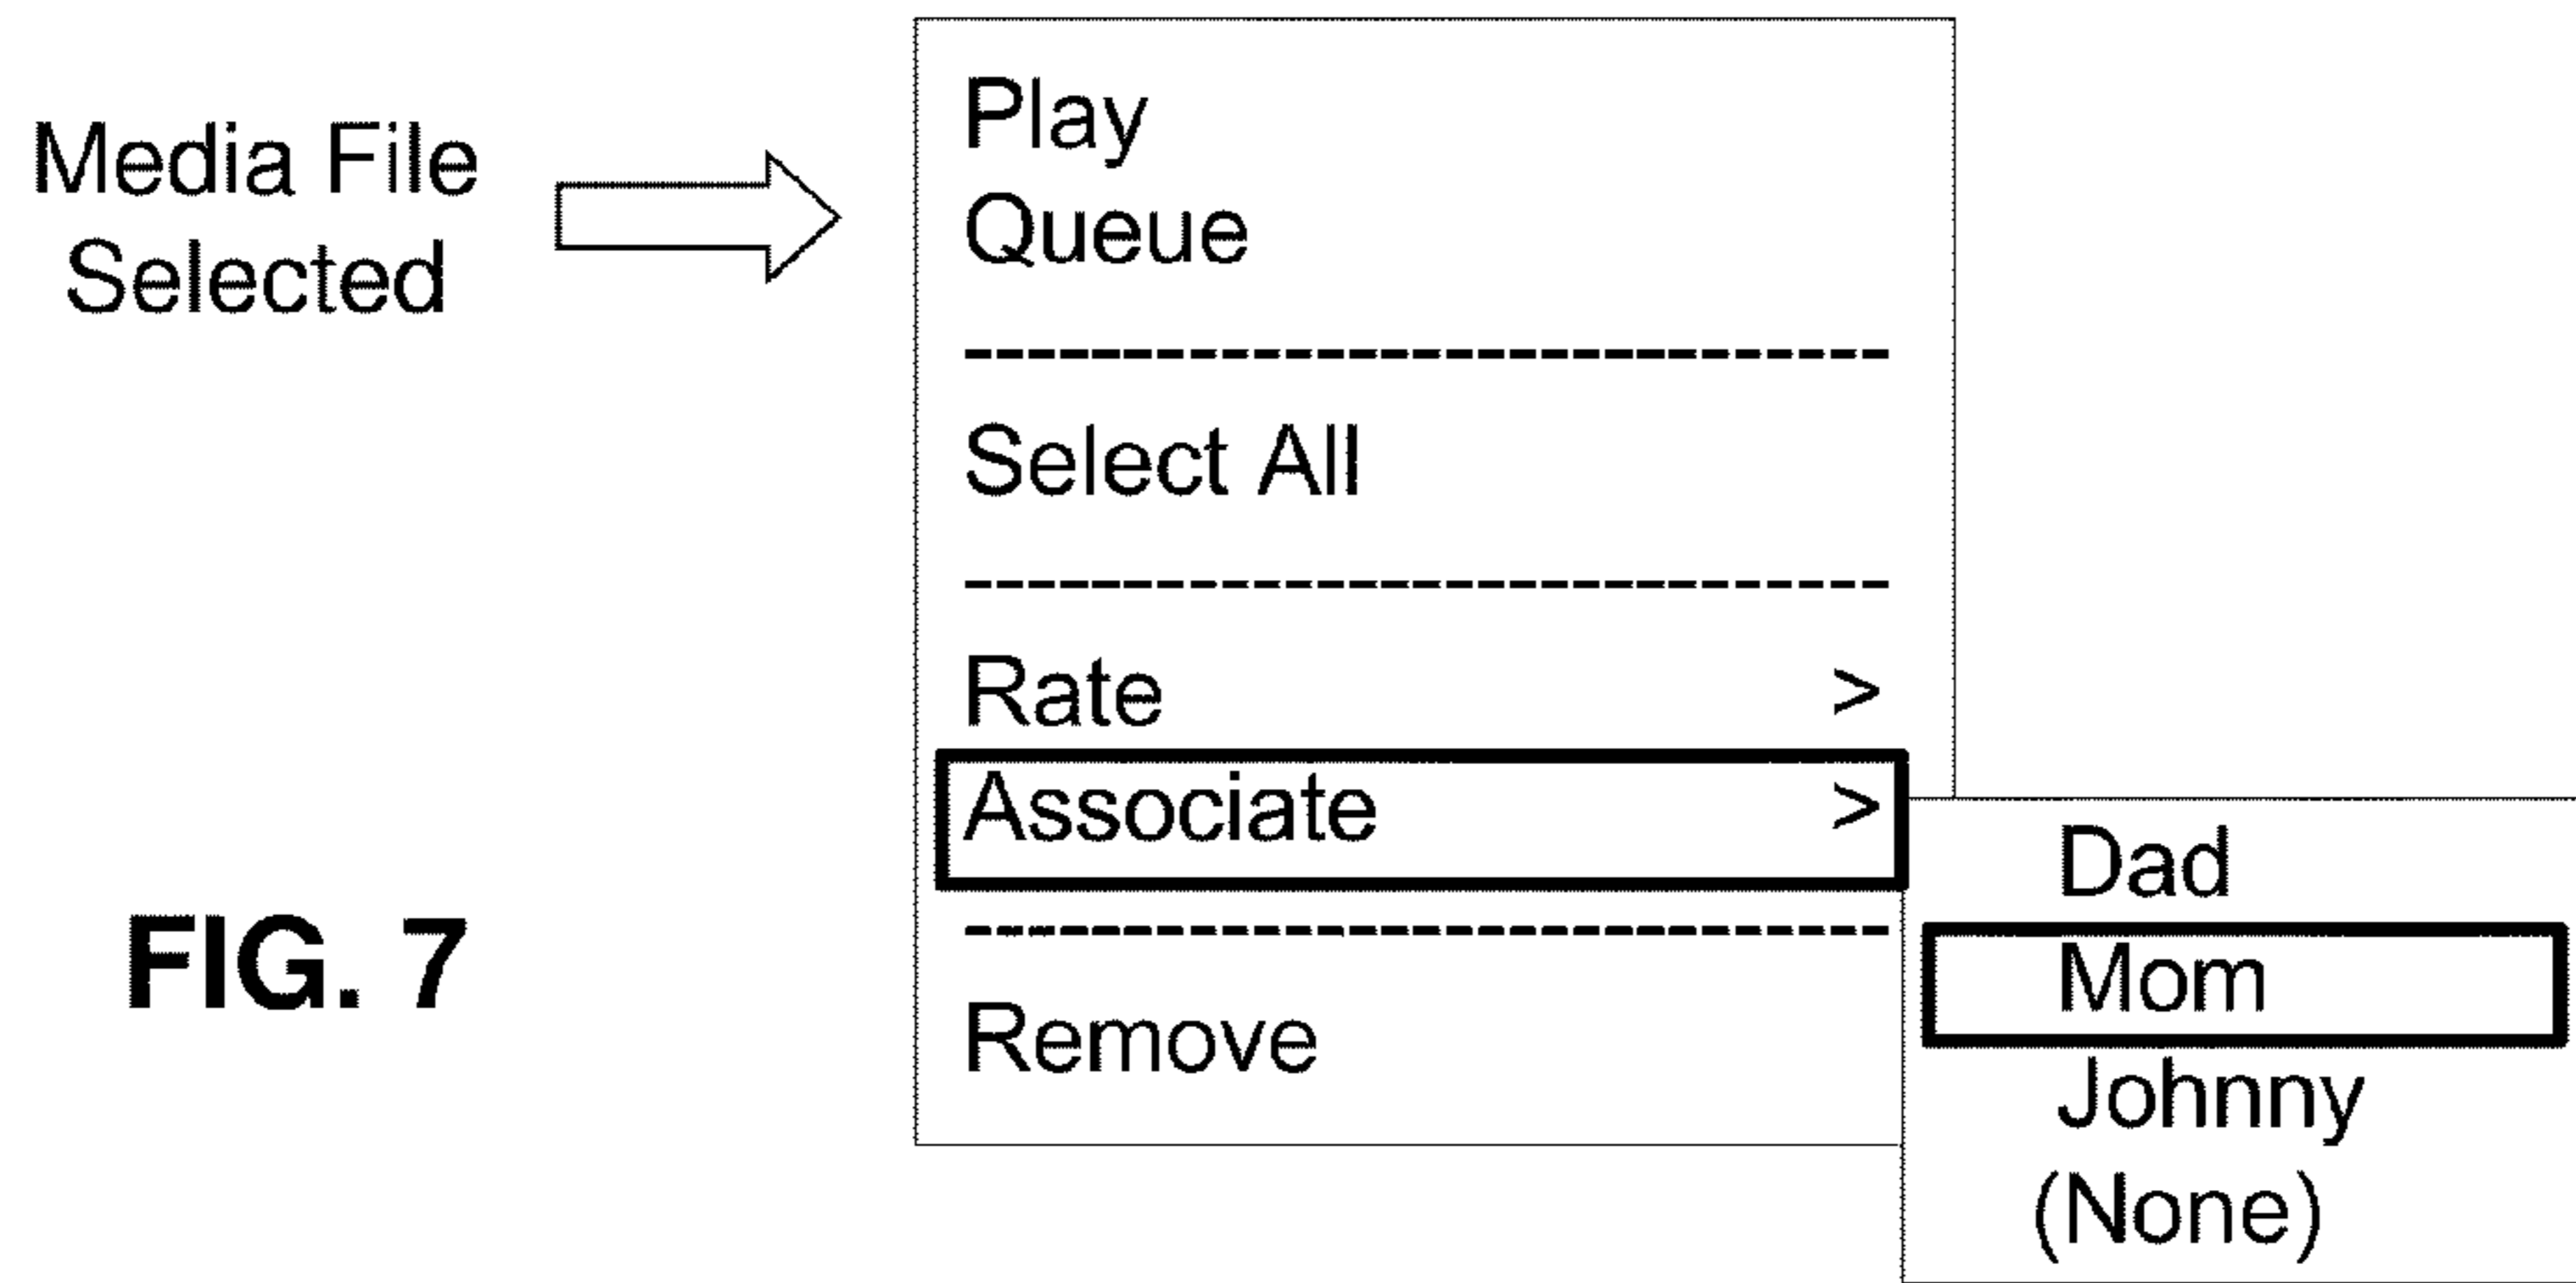 Media File
Selected
Play
Queue
Select All
Rate >
Associate >
Remove
Dad
Mom
Johnny
(None)
FIG. 7